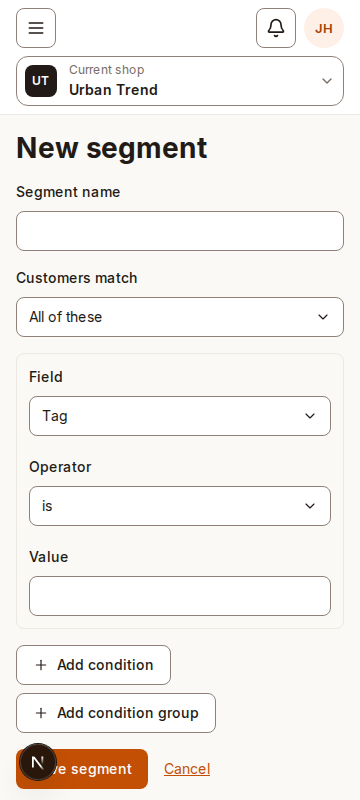 JH
UT
Current shop
Urban Trend
New segment
Segment name
Customers match
All of these
Field
Tag
Operator
is
Value
Add condition
Add condition group
N
segment
Cancel